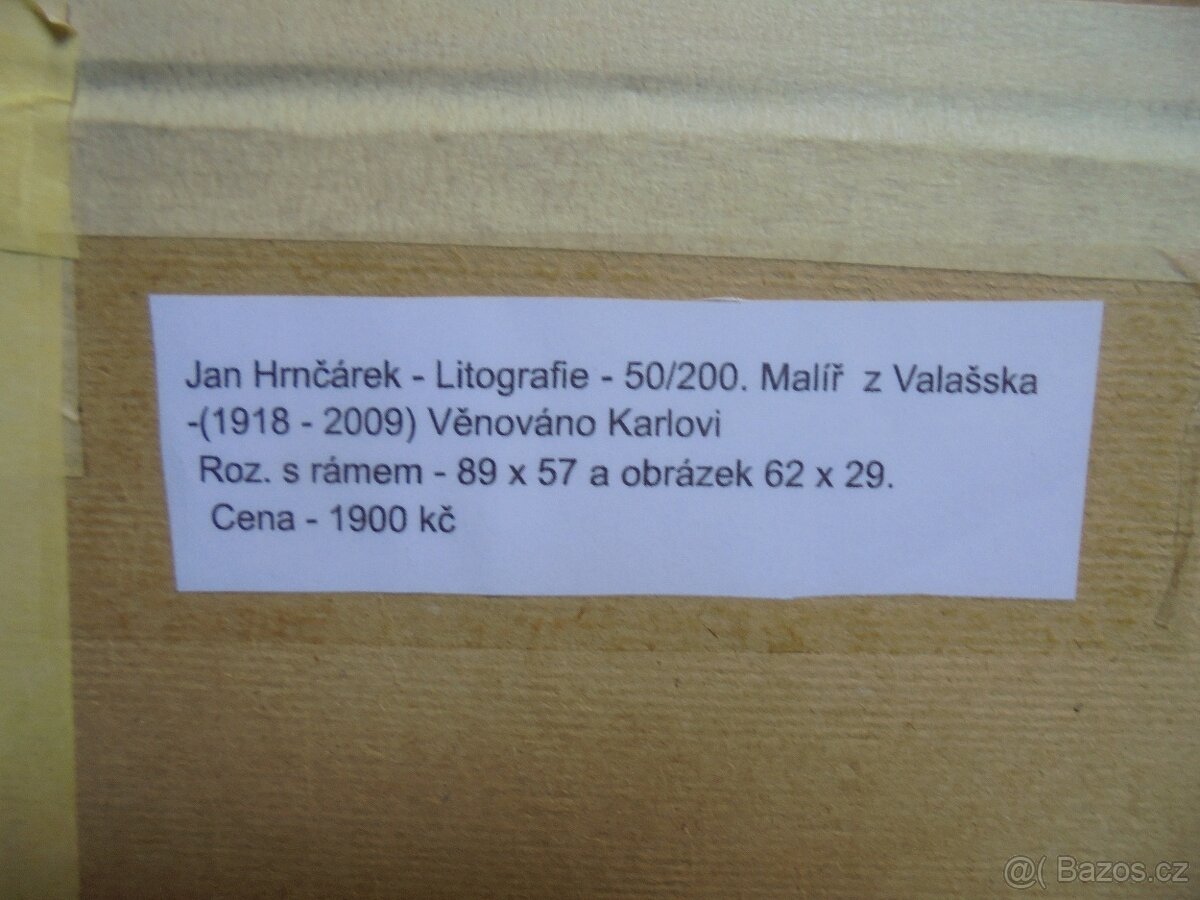 Jan Hrnčárek - Litografie - 50/200. Malíř z Valašska
-(1918 - 2009) Věnováno Karlovi
Roz. s rámem - 89 x 57 a obrázek 62 x 29.
Cena - 1900 kč
@( Bazos.cz